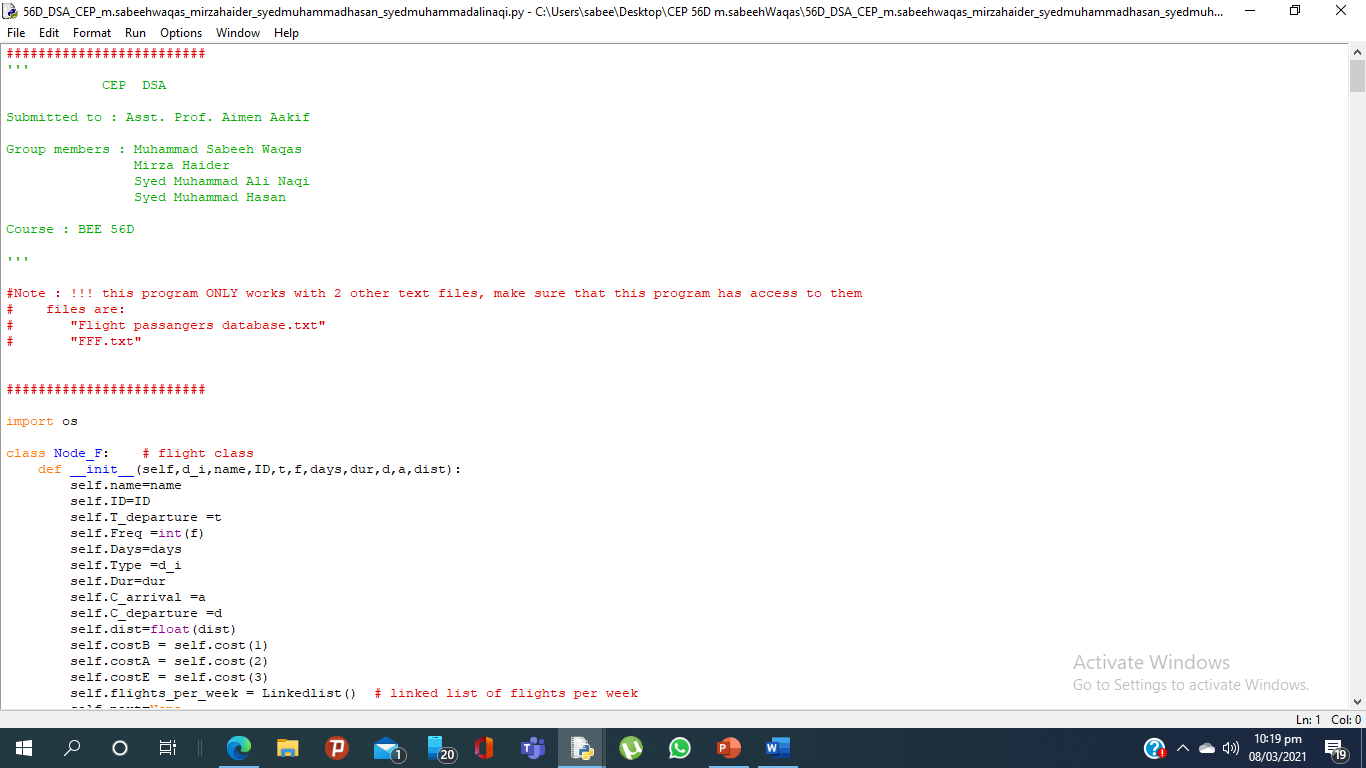 56D_DSA_CEP_m.sabeehwaqas_mirzahaider_syedmuhammadhasan_syedmuhammadalinaqi.py - C:\Users\sabee\Desktop\CEP 56D m.sabeehWaqas\56D_DSA_CEP_m.sabeehwaqas_mirzahaider_syedmuhammadhasan_syedmuh...
File Edit Format Run Options Window Help
#########################
'''
CEP DSA
Submitted to : Asst. Prof. Aimen Aakif
Group members : Muhammad Sabeeh Waqas
Mirza Haider
Syed Muhammad Ali Naqi
Syed Muhammad Hasan
Course : BEE 56D
'''
#Note : !!! this program ONLY works with 2 other text files, make sure that this program has access to them
# files are:
# "Flight passangers database.txt"
# "FFF.txt"
#########################
import os
class Node_F: # flight class
def __init__(self,d_i,name,ID,t,f,days,dur,d,a,dist):
self.name=name
self.ID=ID
self.T_departure =t
self.Freq =int(f)
self.Days=days
self.Type =d_i
self.Dur=dur
self.C_arrival =a
self.C_departure =d
self.dist=float(dist)
self.costB = self.cost(1)
self.costA = self.cost(2)
self.costE = self.cost(3)
self.flights_per_week = Linkedlist() # linked list of flights per week
Activate Windows
Go to Settings to activate Windows.
Ln: 1 Col: 0
1
20
10:19 pm
08/03/2021
19